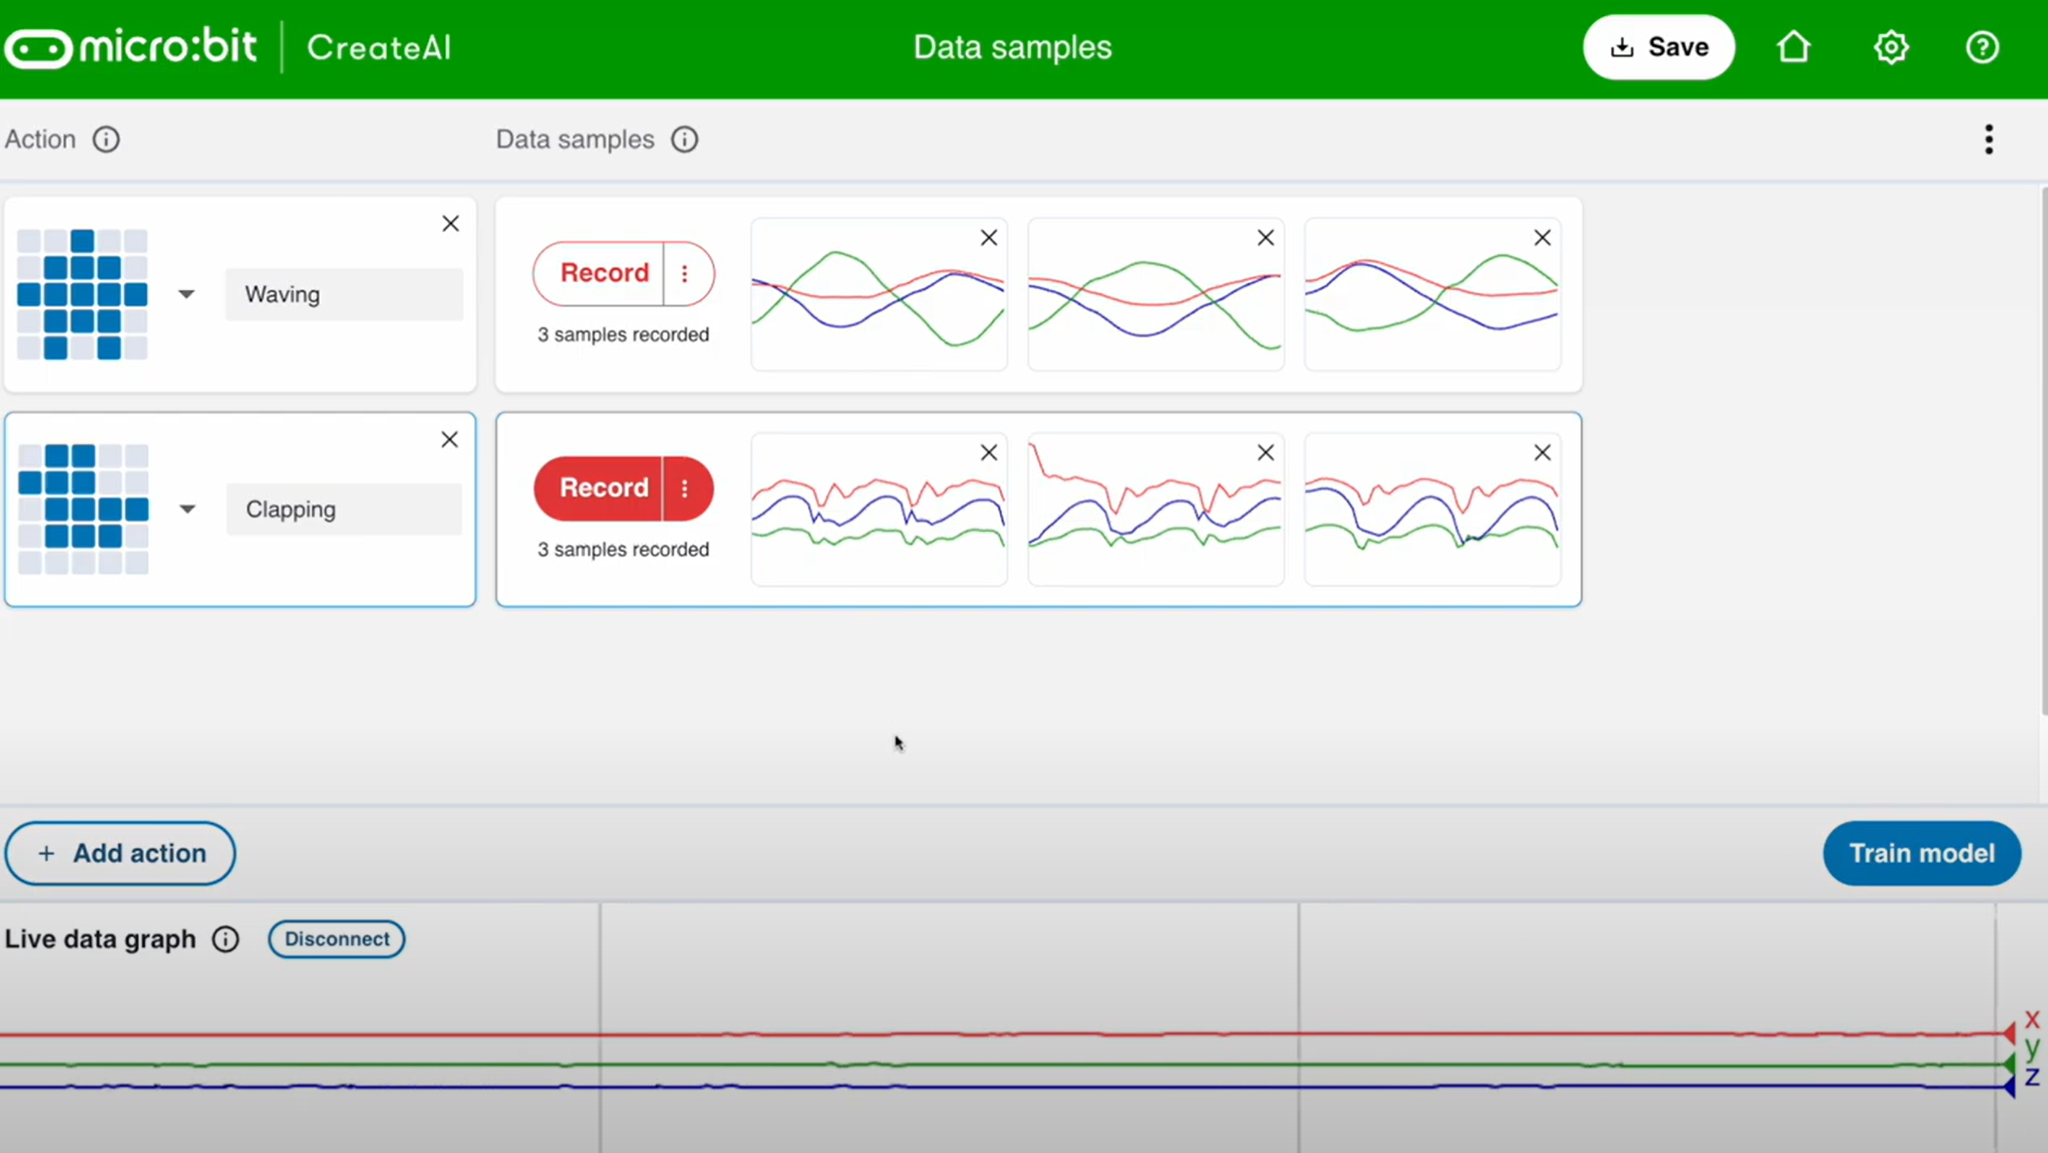 micro:bit CreateAI Data samples Save
Action Data samples
Waving Record
3 samples recorded
Clapping Record
3 samples recorded
+ Add action Train model
Live data graph Disconnect
x
y
z